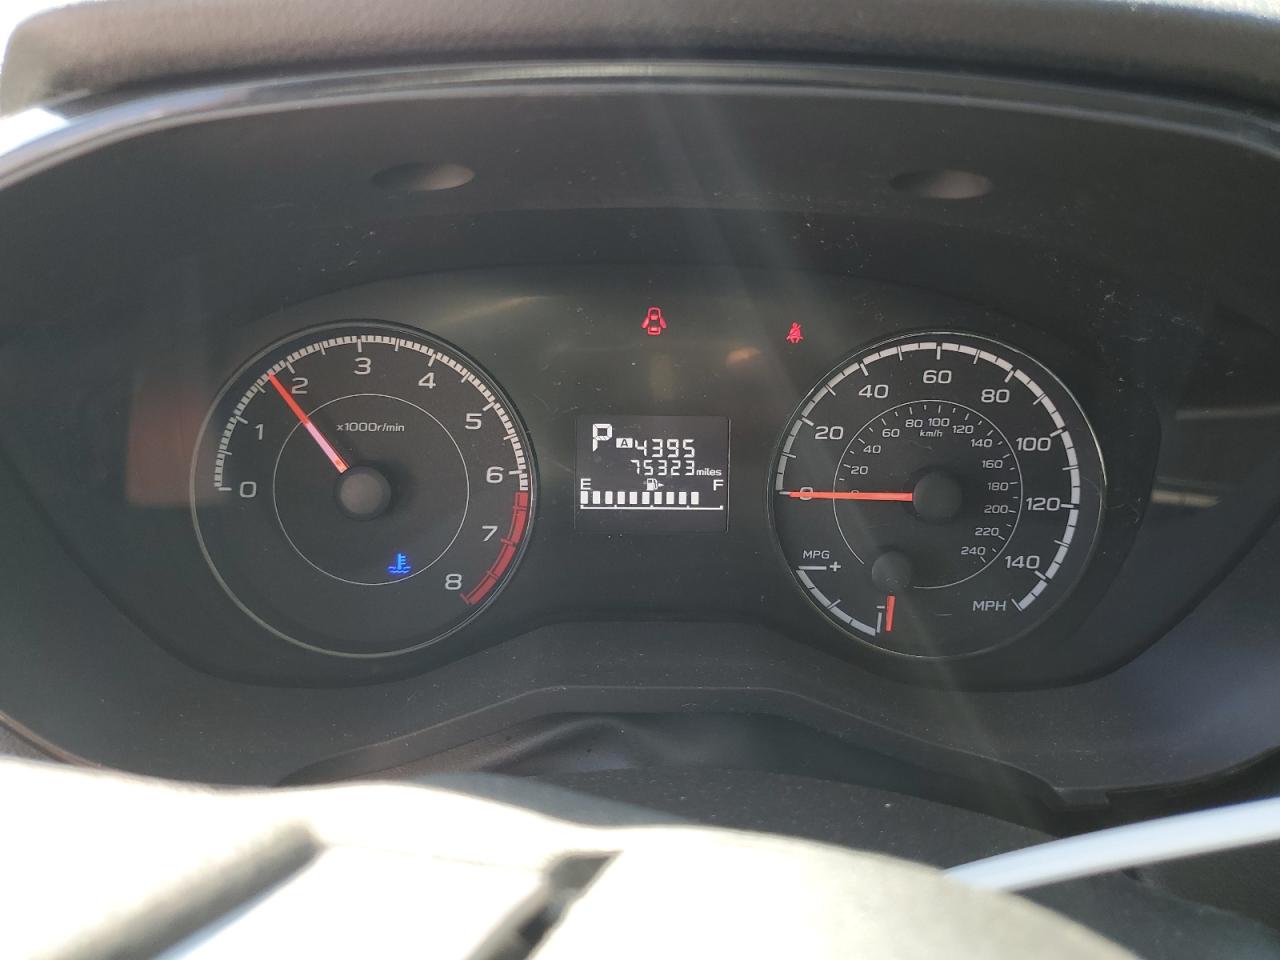 0 1 2 3 4 5 6 7 8
x1000r/min
P A 4395
75323 miles
E F
0 20 40 60 80 100 120 140
MPH
20 40 60 80 100 120 140 160 180 200 220 240
km/h
MPG
+
-